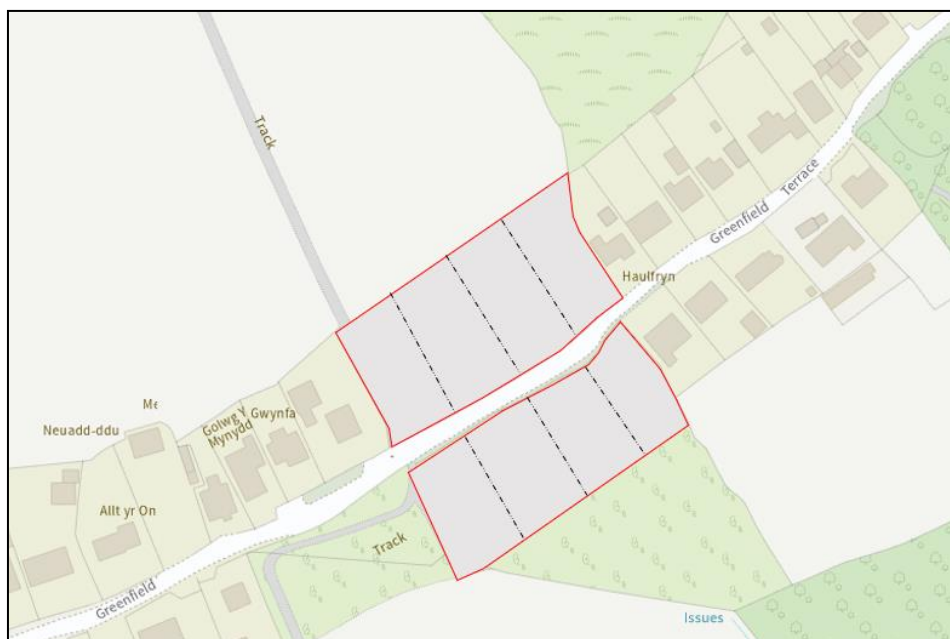 Track
Greenfield Terrace
Haulfryn
Me
Neuadd-ddu
Golwg Y
Mynydd
Gwynfa
Allt yr On
Track
Greenfield
Issues